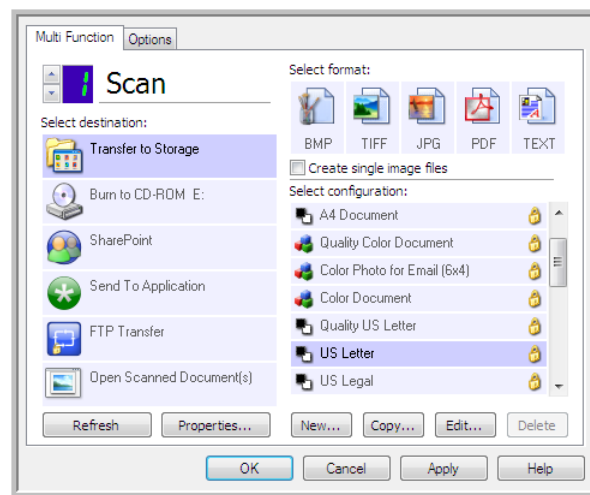 Multi Function
Options
1 Scan
Select destination:
Transfer to Storage
Burn to CD-ROM E:
SharePoint
Send To Application
FTP Transfer
Open Scanned Document(s)
Refresh
Properties...
Select format:
BMP TIFF JPG PDF TEXT
Create single image files
Select configuration:
A4 Document
Quality Color Document
Color Photo for Email (6x4)
Color Document
Quality US Letter
US Letter
US Legal
New... Copy... Edit... Delete
OK Cancel Apply Help